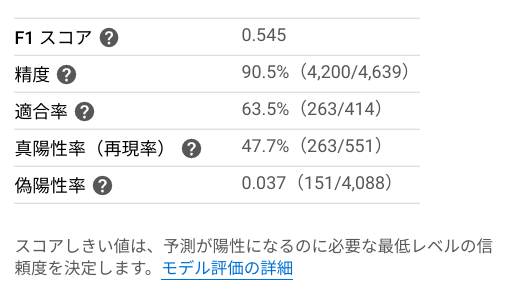 F1 スコア ? 0.545
精度 ? 90.5%（4,200/4,639）
適合率 ? 63.5%（263/414）
真陽性率（再現率） ? 47.7%（263/551）
偽陽性率 ? 0.037（151/4,088）
スコアしきい値は、予測が陽性になるのに必要な最低レベルの信
頼度を決定します。モデル評価の詳細